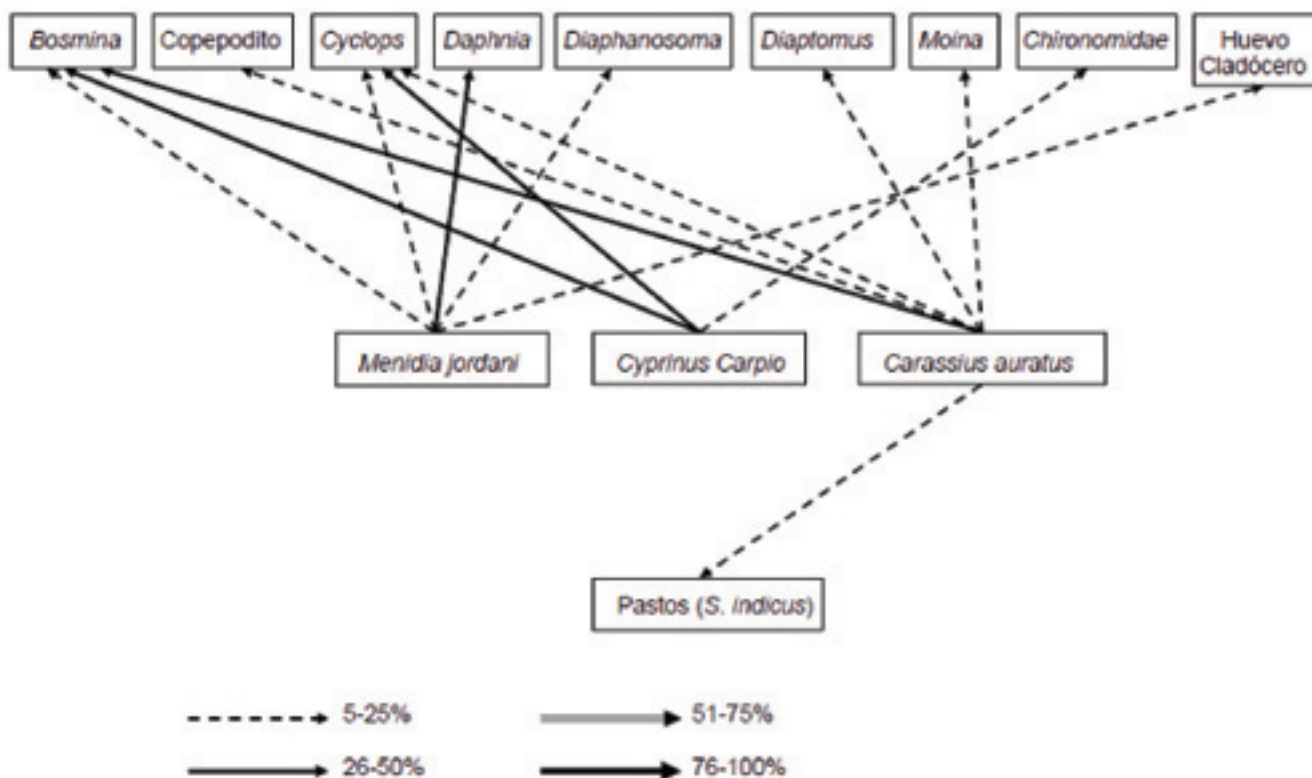 Bosmina
Copepodito
Cyclops
Daphnia
Diaphanosoma
Diaptomus
Moina
Chironomidae
Huevo
Cladócero
Menidia jordani
Cyprinus Carpio
Carassius auratus
Pastos (S. indicus)
5-25%
51-75%
26-50%
76-100%